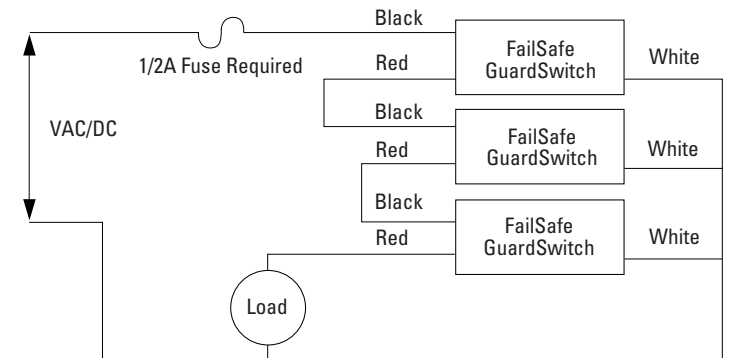 Black
1/2A Fuse Required
FailSafe
GuardSwitch
White
Red
VAC/DC
Black
Red
FailSafe
GuardSwitch
White
Black
Red
FailSafe
GuardSwitch
White
Load